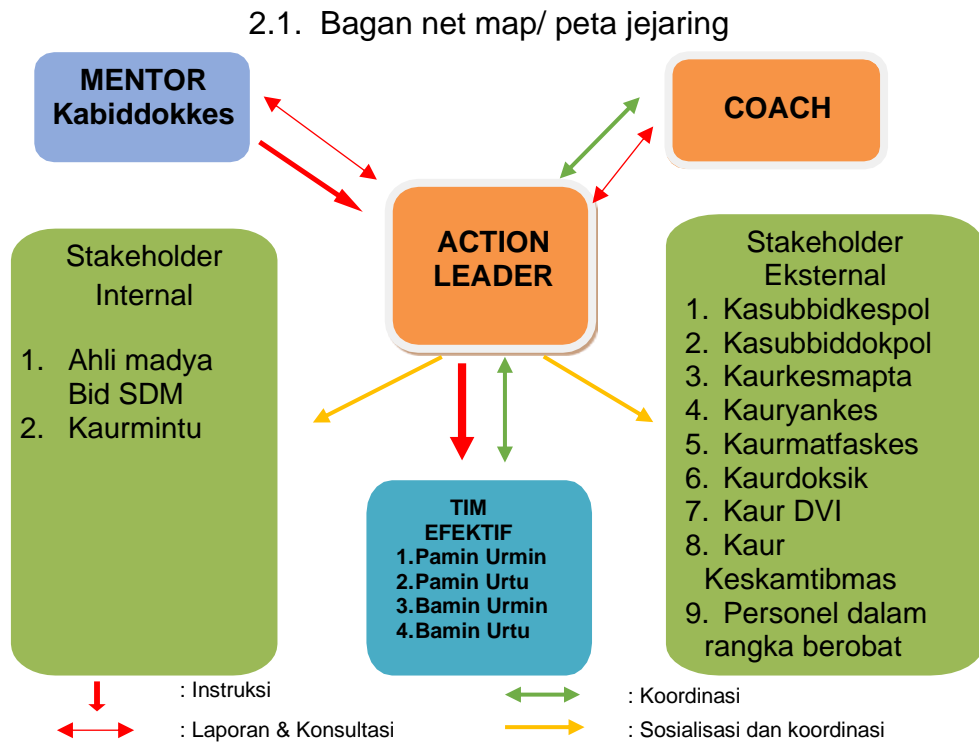 2.1. Bagan net map/ peta jejaring
MENTOR
Kabiddokkes
COACH
ACTION
LEADER
Stakeholder
Internal
1. Ahli madya
Bid SDM
2. Kaurmintu
Stakeholder
Eksternal
1. Kasubbidkespol
2. Kasubbiddokpol
3. Kaurkesmapta
4. Kauryankes
5. Kaurmatfaskes
6. Kaurdoksik
7. Kaur DVI
8. Kaur
Keskamtibmas
9. Personel dalam
rangka berobat
TIM
EFEKTIF
1.Pamin Urmin
2.Pamin Urtu
3.Bamin Urmin
4.Bamin Urtu
: Instruksi
: Laporan & Konsultasi
: Koordinasi
: Sosialisasi dan koordinasi